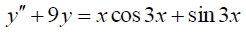 y″ + 9y = x cos 3x + sin 3x